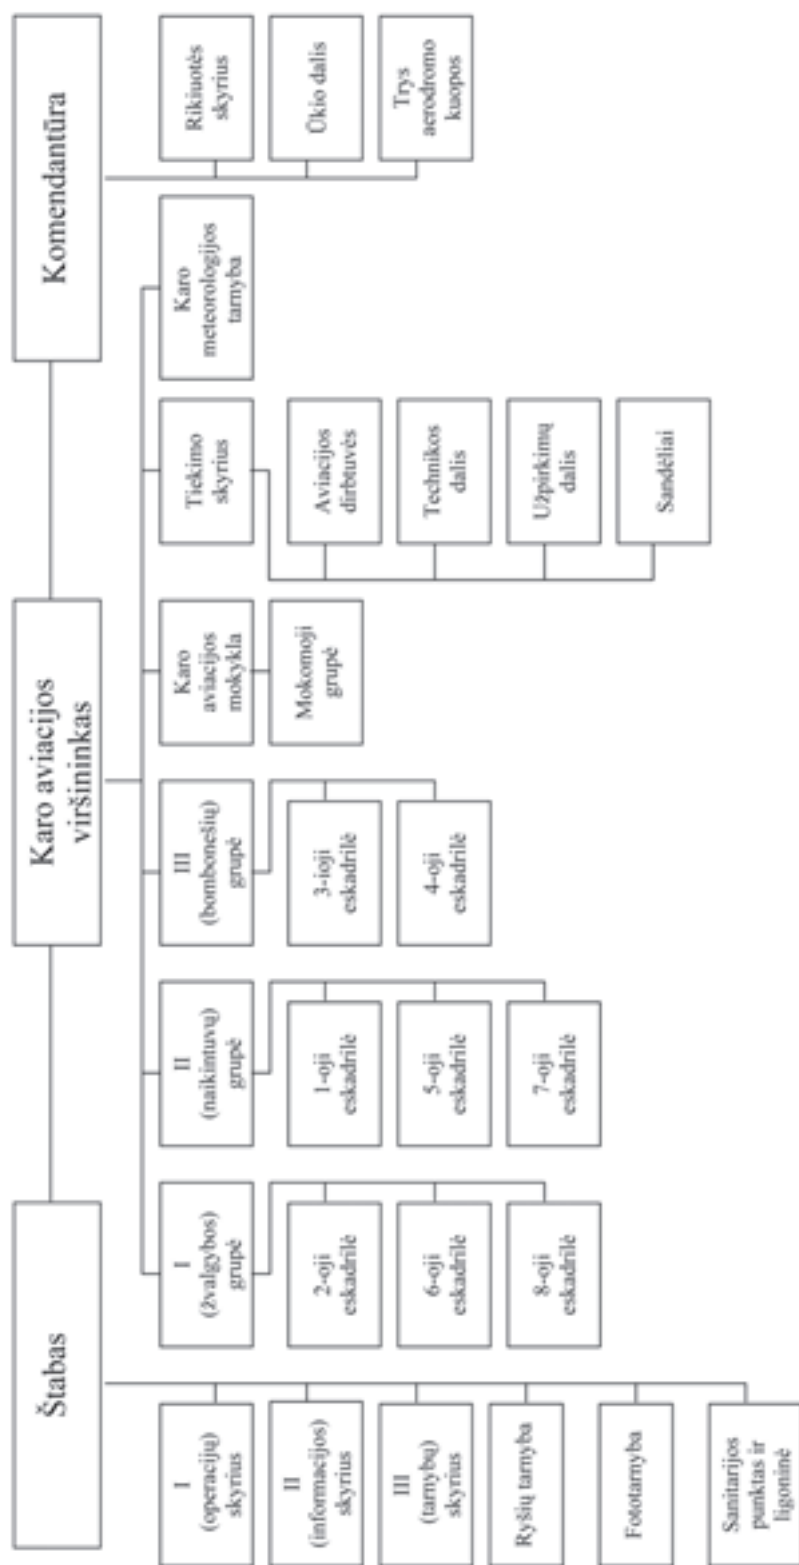 Štabas
Karo aviacijos
viršininkas
Komendantūra
I
(operacijų)
skyrius
II
(informacijos)
skyrius
III
(tarnybų)
skyrius
Ryšių tarnyba
Fototarnyba
Sanitarijos
punktas ir
ligoninė
I
(žvalgybos)
grupė
2-oji
eskadrilė
6-oji
eskadrilė
8-oji
eskadrilė
II
(naikintuvų)
grupė
1-oji
eskadrilė
5-oji
eskadrilė
7-oji
eskadrilė
III
(bombonešių)
grupė
3-ioji
eskadrilė
4-oji
eskadrilė
Karo
aviacijos
mokykla
Mokomoji
grupė
Tiekimo
skyrius
Aviacijos
dirbtuvės
Technikos
dalis
Užpirkimų
dalis
Sandėliai
Karo
meteorologijos
tarnyba
Rikiuotės
skyrius
Ūkio dalis
Trys
aerodromo
kuopos